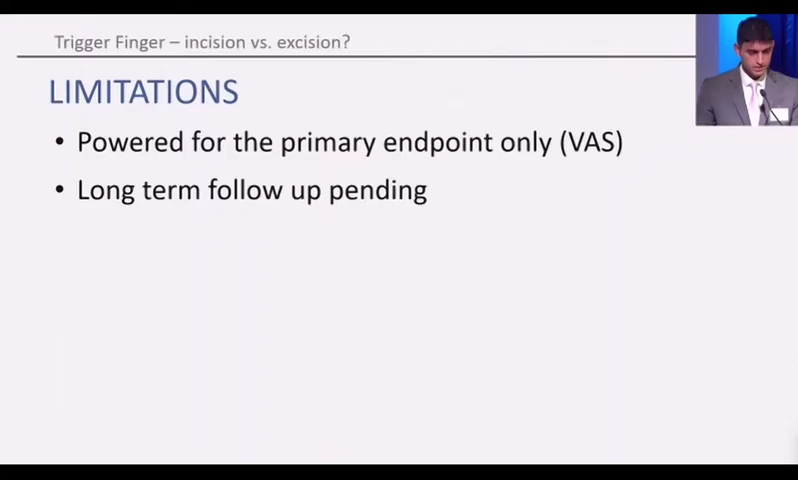 Trigger Finger – incision vs. excision?
LIMITATIONS
• Powered for the primary endpoint only (VAS)
• Long term follow up pending